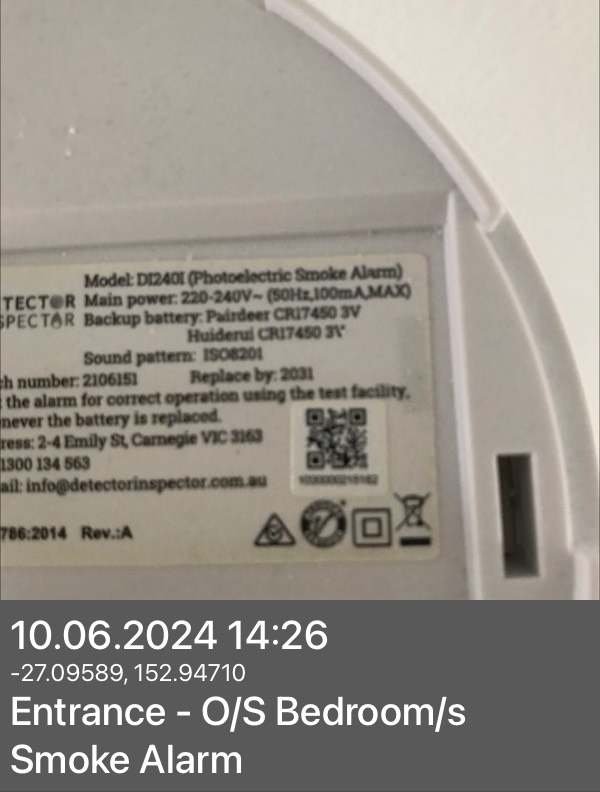 Model: DI240I (Photoelectric Smoke Alarm)
TECT@R Main power: 220-240V~ (50Hz,100mA,MAX)
SPECTOR Backup battery: Pairdeer CR17450 3V
Huiderui CR17450 3V
Sound pattern: ISO8201
ch number: 2106151 Replace by: 2031
the alarm for correct operation using the test facility,
never the battery is replaced.
ress: 2-4 Emily St, Carnegie VIC 3163
1300 134 563
ail: info@detectorinspector.com.au
786:2014 Rev.:A
10.06.2024 14:26
-27.09589, 152.94710
Entrance - O/S Bedroom/s
Smoke Alarm